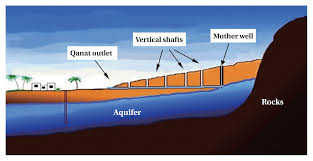 Mother well
Vertical shafts
Qanat outlet
Rocks
Aquifer